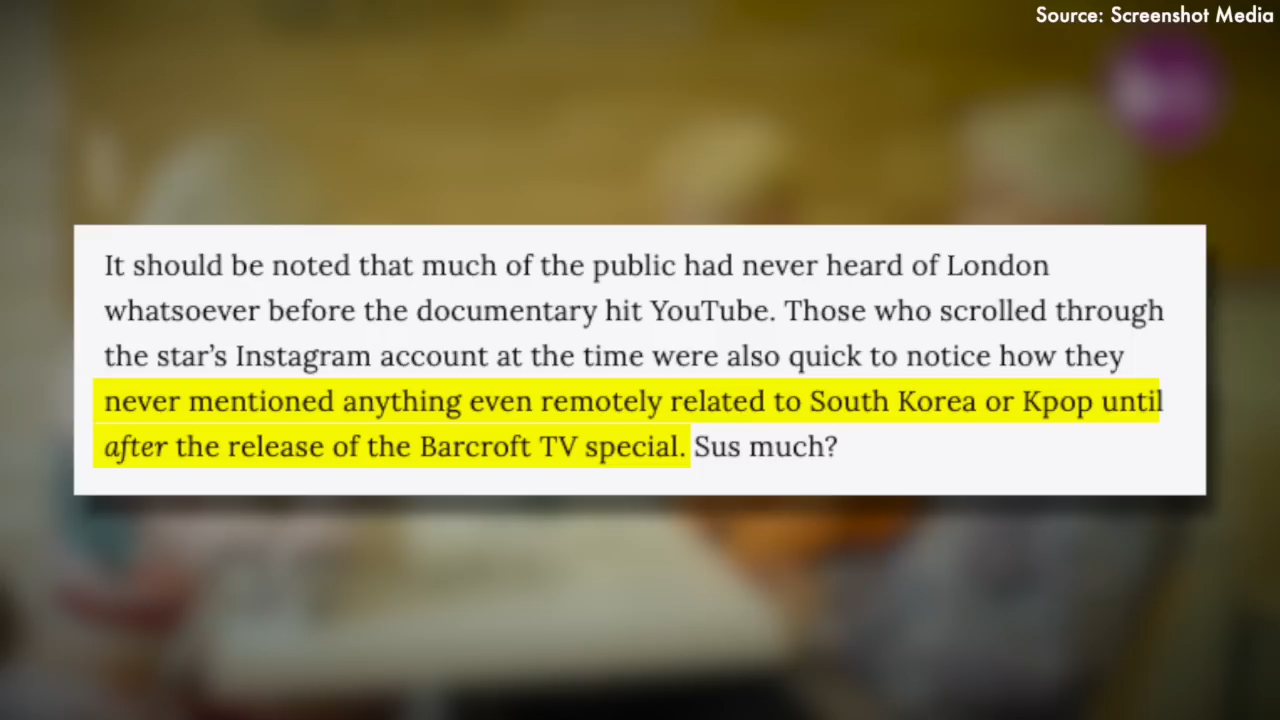 Source: Screenshot Media
It should be noted that much of the public had never heard of London
whatsoever before the documentary hit YouTube. Those who scrolled through
the star’s Instagram account at the time were also quick to notice how they
never mentioned anything even remotely related to South Korea or Kpop until
after the release of the Barcroft TV special. Sus much?